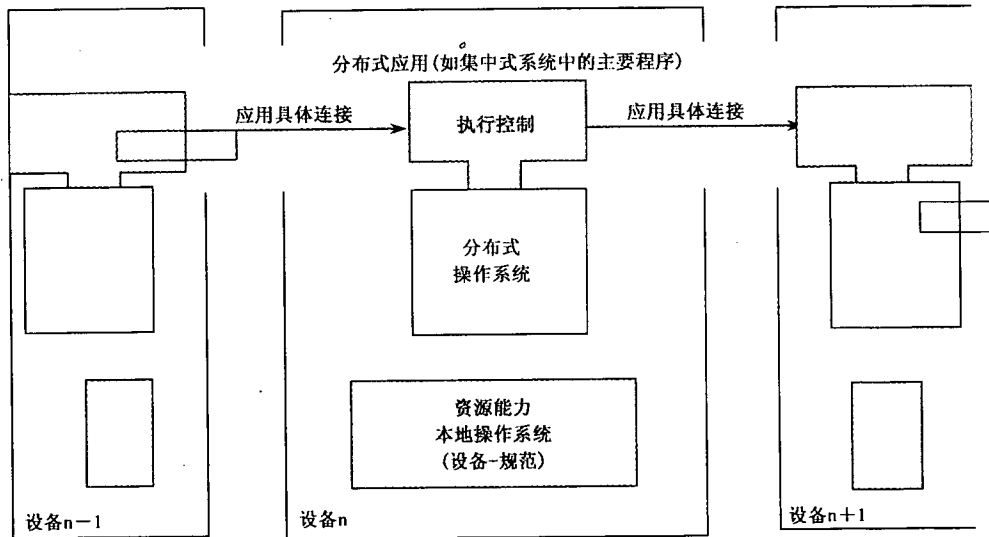 分布式应用(如集中式系统中的主要程序)
应用具体连接
执行控制
应用具体连接
分布式
操作系统
资源能力
本地操作系统
(设备-规范)
设备n-1
设备n
设备n+1